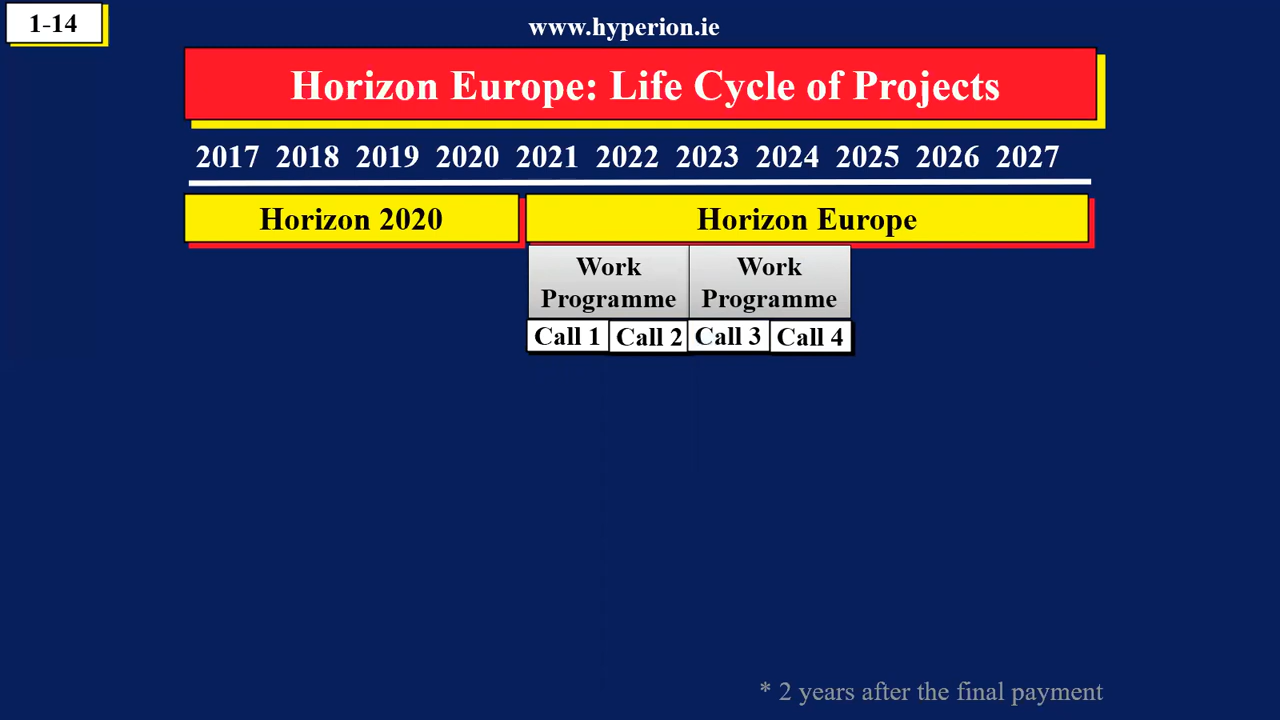 1-14
www.hyperion.ie
Horizon Europe: Life Cycle of Projects
2017 2018 2019 2020 2021 2022 2023 2024 2025 2026 2027
Horizon 2020 Horizon Europe
Work Work
Programme Programme
Call 1 Call 2 Call 3 Call 4
* 2 years after the final payment